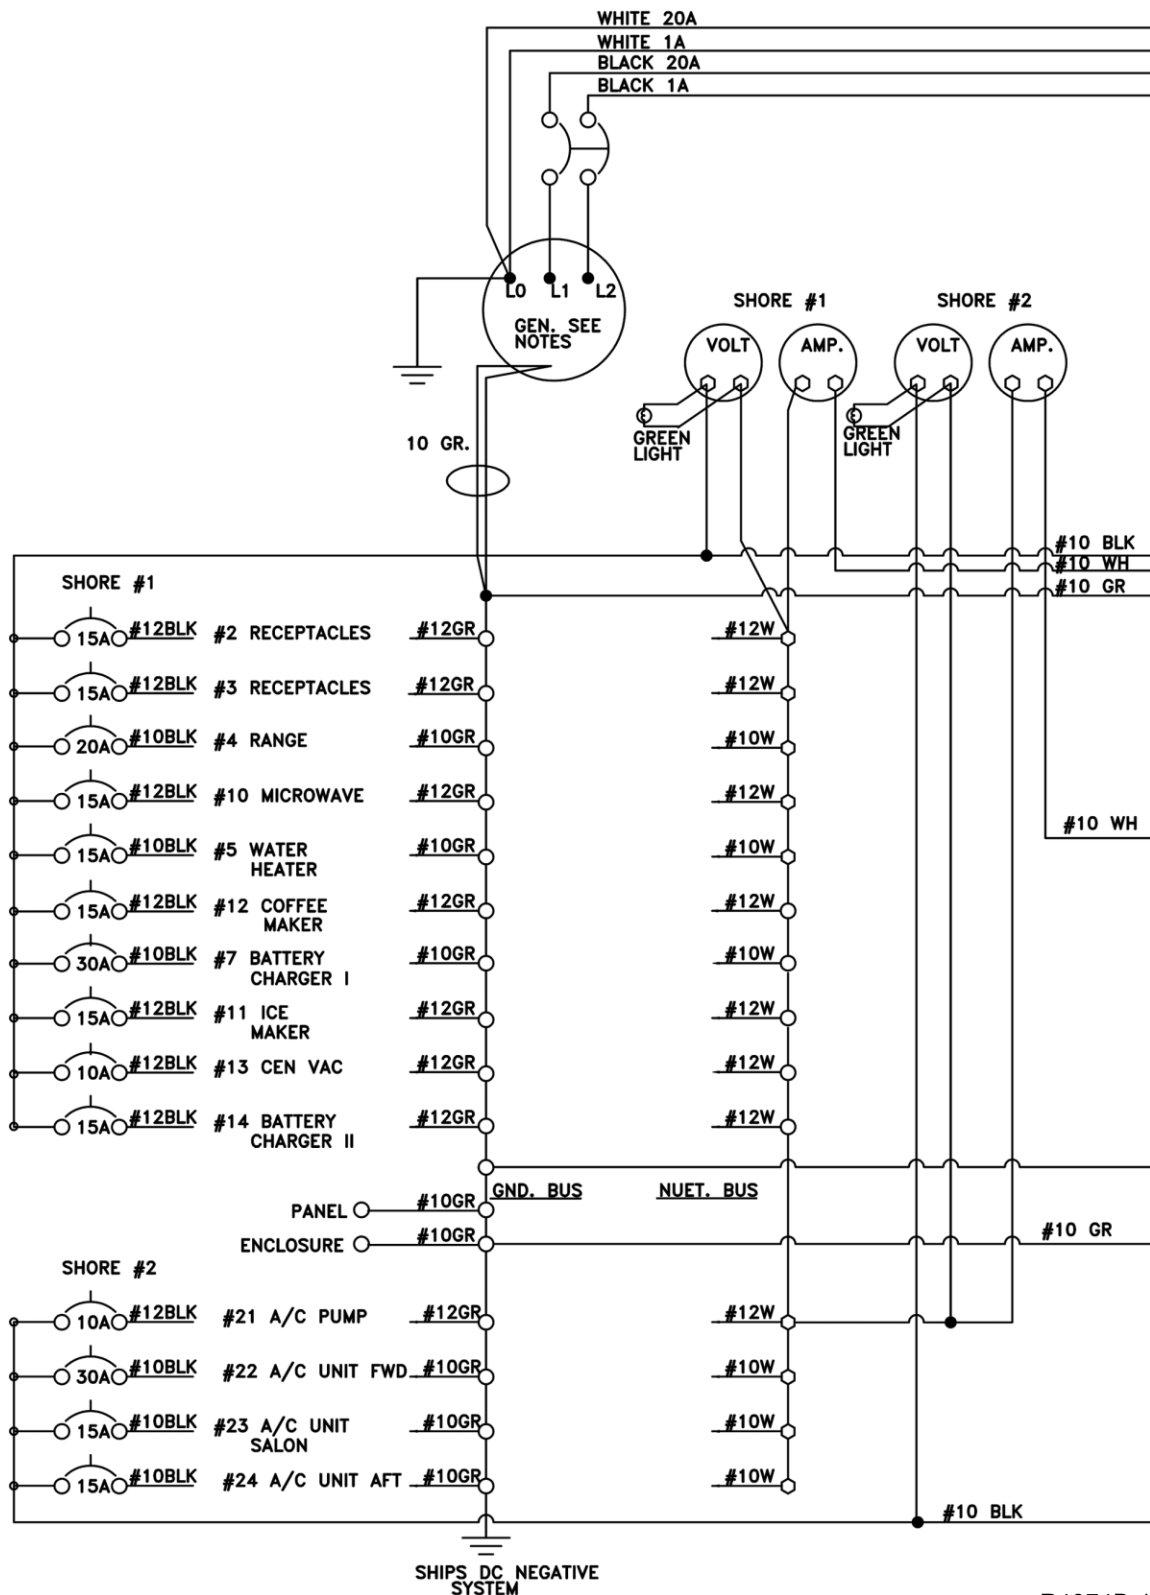 WHITE 20A
WHITE 1A
BLACK 20A
BLACK 1A
L0 L1 L2
GEN. SEE
NOTES
SHORE #1 SHORE #2
VOLT AMP. VOLT AMP.
GREEN
LIGHT
GREEN
LIGHT
10 GR.
#10 BLK
#10 WH
#10 GR
SHORE #1
15A #12BLK #2 RECEPTACLES #12GR #12W
15A #12BLK #3 RECEPTACLES #12GR #12W
20A #10BLK #4 RANGE #10GR #10W
15A #12BLK #10 MICROWAVE #12GR #12W
#10 WH
15A #10BLK #5 WATER #10GR #10W
HEATER
15A #12BLK #12 COFFEE #12GR #12W
MAKER
30A #10BLK #7 BATTERY #10GR #10W
CHARGER I
15A #12BLK #11 ICE #12GR #12W
MAKER
10A #12BLK #13 CEN VAC #12GR #12W
15A #12BLK #14 BATTERY #12GR #12W
CHARGER II
GND. BUS NUET. BUS
PANEL #10GR
ENCLOSURE #10GR #10 GR
SHORE #2
10A #12BLK #21 A/C PUMP #12GR #12W
30A #10BLK #22 A/C UNIT FWD #10GR #10W
15A #10BLK #23 A/C UNIT #10GR #10W
SALON
15A #10BLK #24 A/C UNIT AFT #10GR #10W
#10 BLK
SHIPS DC NEGATIVE
SYSTEM